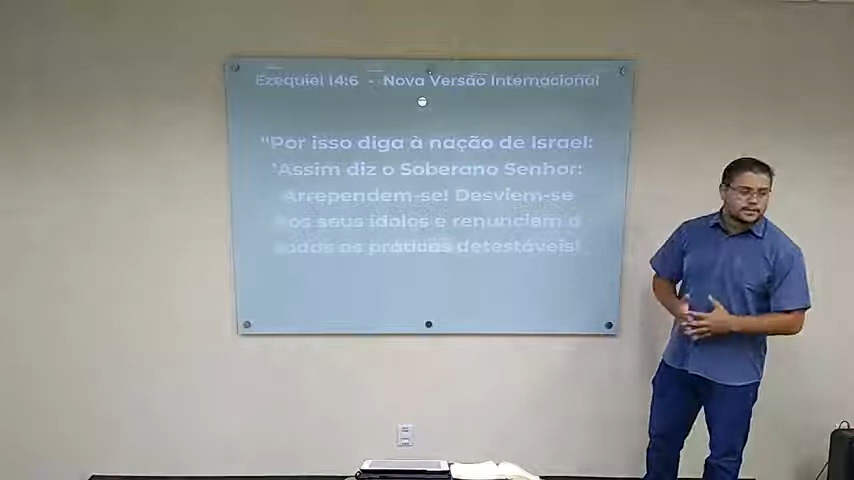 Ezequiel 14:6 - Nova Versão Internacional
"Por isso diga à nação de Israel:
'Assim diz o Soberano Senhor:
Arrependem-se! Desviem-se
dos seus ídolos e renunciem a
todas as práticas detestáveis!